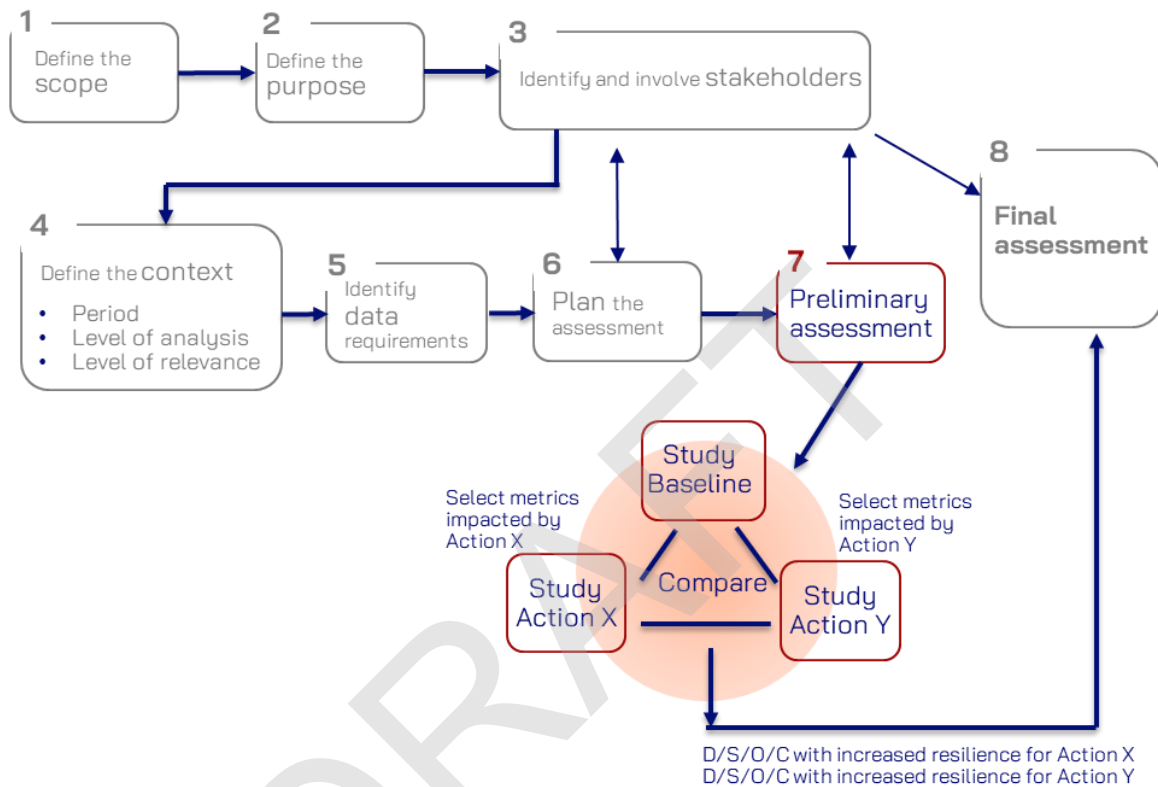 1
Define the
scope
2
Define the
purpose
3
Identify and involve stakeholders
4
Define the context
• Period
• Level of analysis
• Level of relevance
5
Identify
data
requirements
6
Plan the
assessment
7
Preliminary
assessment
8
Final
assessment
Study
Baseline
Select metrics
impacted by
Action X
Select metrics
impacted by
Action Y
Study
Action X
Compare
Study
Action Y
D/S/O/C with increased resilience for Action X
D/S/O/C with increased resilience for Action Y
DRAFT